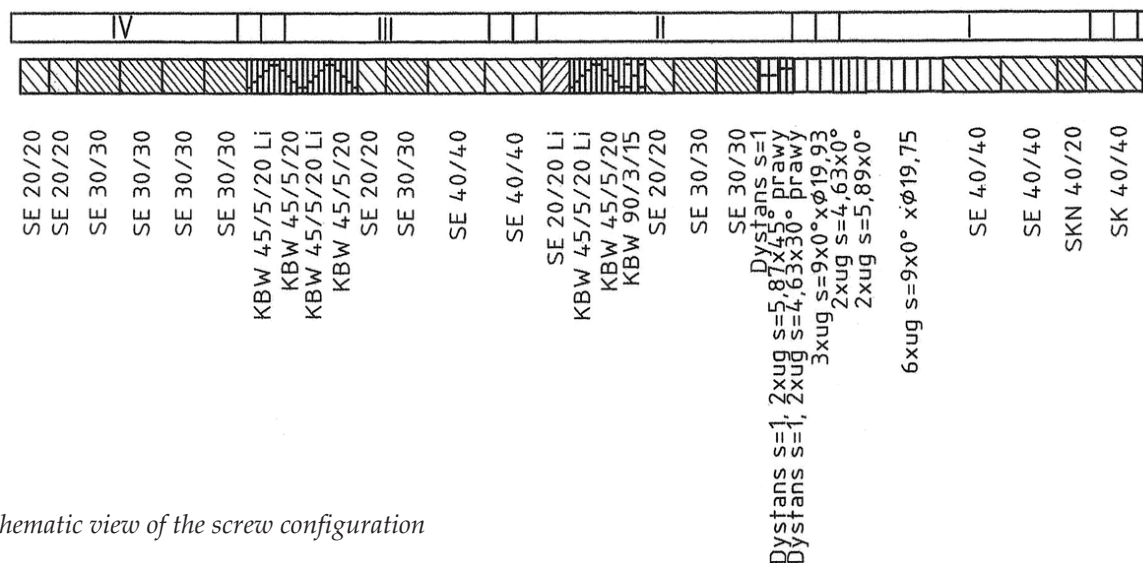 IV
III
II
I
SE 20/20
SE 20/20
SE 30/30
SE 30/30
SE 30/30
SE 30/30
KBW 45/5/20 Li
KBW 45/5/20
KBW 45/5/20 Li
KBW 45/5/20
SE 20/20
SE 30/30
SE 40/40
SE 40/40
SE 20/20 Li
KBW 45/5/20 Li
KBW 45/5/20
KBW 90/3/15
SE 20/20
SE 30/30
SE 30/30
Dystans s=1
Dystans s=1, 2xug s=5,87x45° prawy
Dystans s=1, 2xug s=4,63x30° prawy
3xug s=9x0° xφ19,93
2xug s=4,63x0°
2xug s=5,89x0°
6xug s=9x0° xφ19,75
SE 40/40
SE 40/40
SKN 40/20
SK 40/40
hematic view of the screw configuration